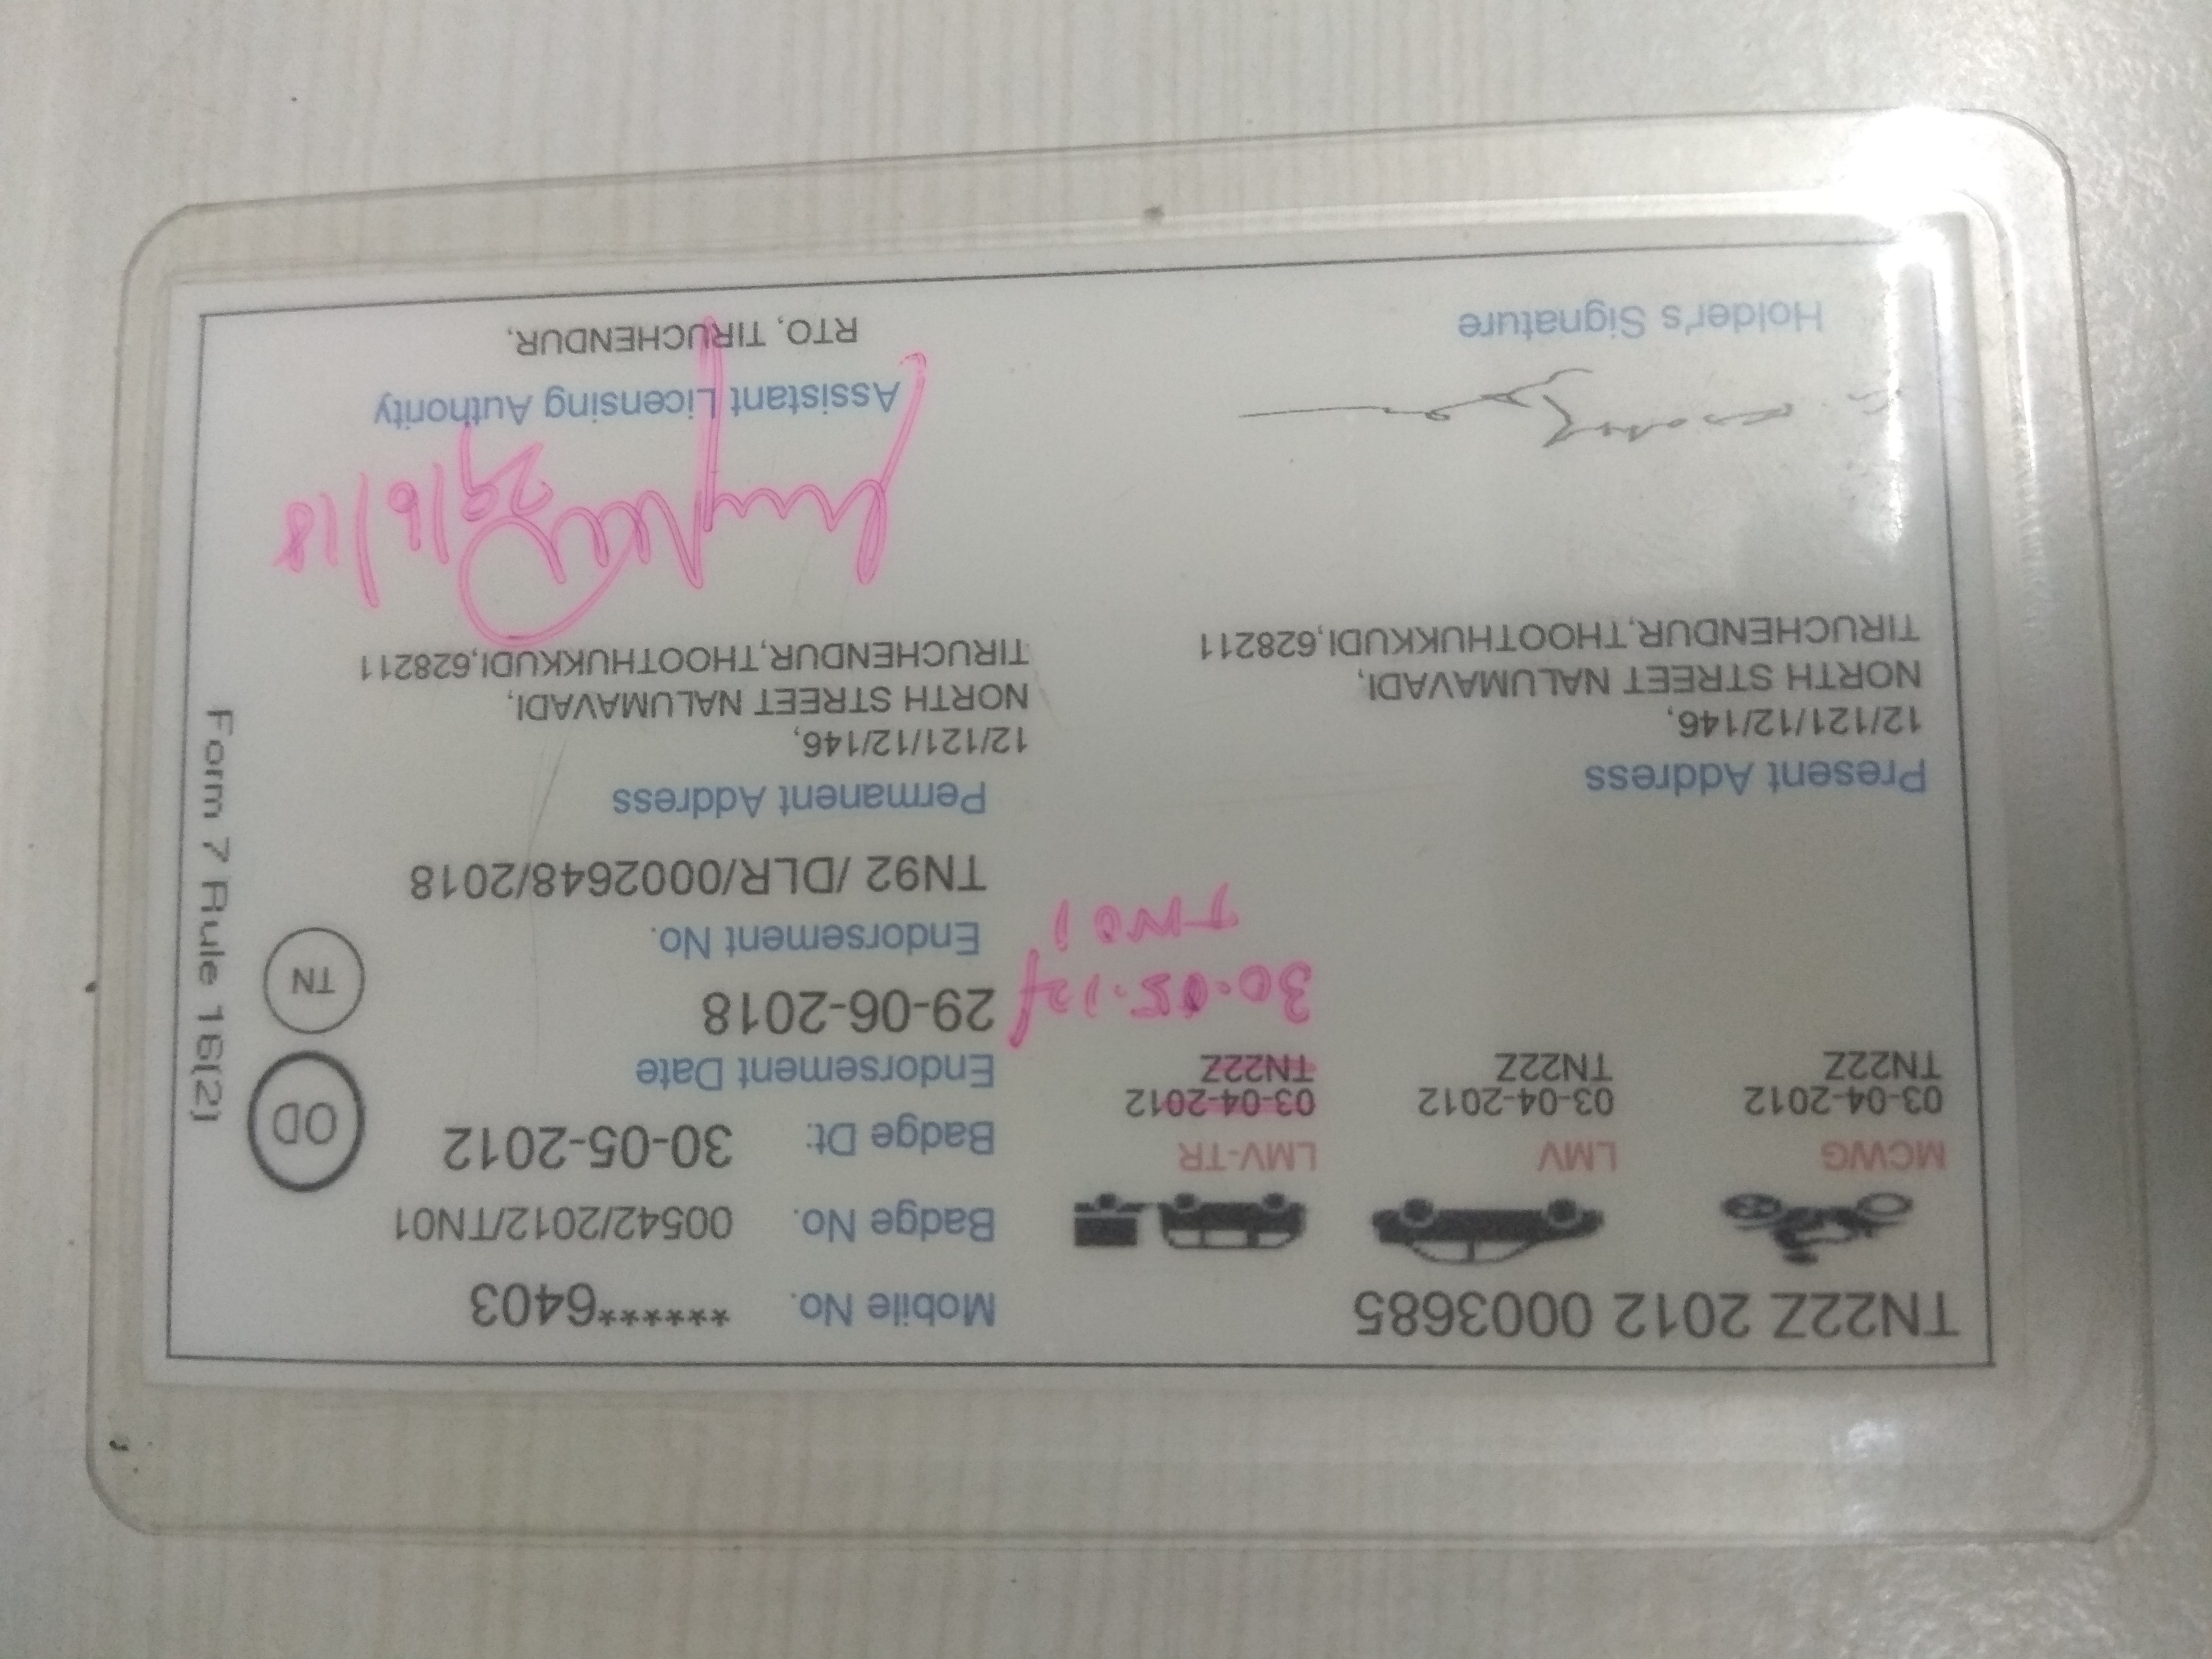 TN22Z 2012 0003685
MCWG
03-04-2012
TN22Z
LMV
03-04-2012
TN22Z
LMV-TR
03-04-2012
TN22Z
30.05.12
TN01
Mobile No. ******6403
Badge No. 00542/2012/TN01
Badge Dt: 30-05-2012
Endorsement Date
29-06-2018
Endorsement No.
TN92 /DLR/0002648/2018
OD
TN
Form 7 Rule 16(2)
Present Address
12/121/12/146,
NORTH STREET NALUMAVADI,
TIRUCHENDUR,THOOTHUKKUDI,628211
Permanent Address
12/121/12/146,
NORTH STREET NALUMAVADI,
TIRUCHENDUR,THOOTHUKKUDI,628211
Holder's Signature
29/6/18
Assistant Licensing Authority
RTO, TIRUCHENDUR,